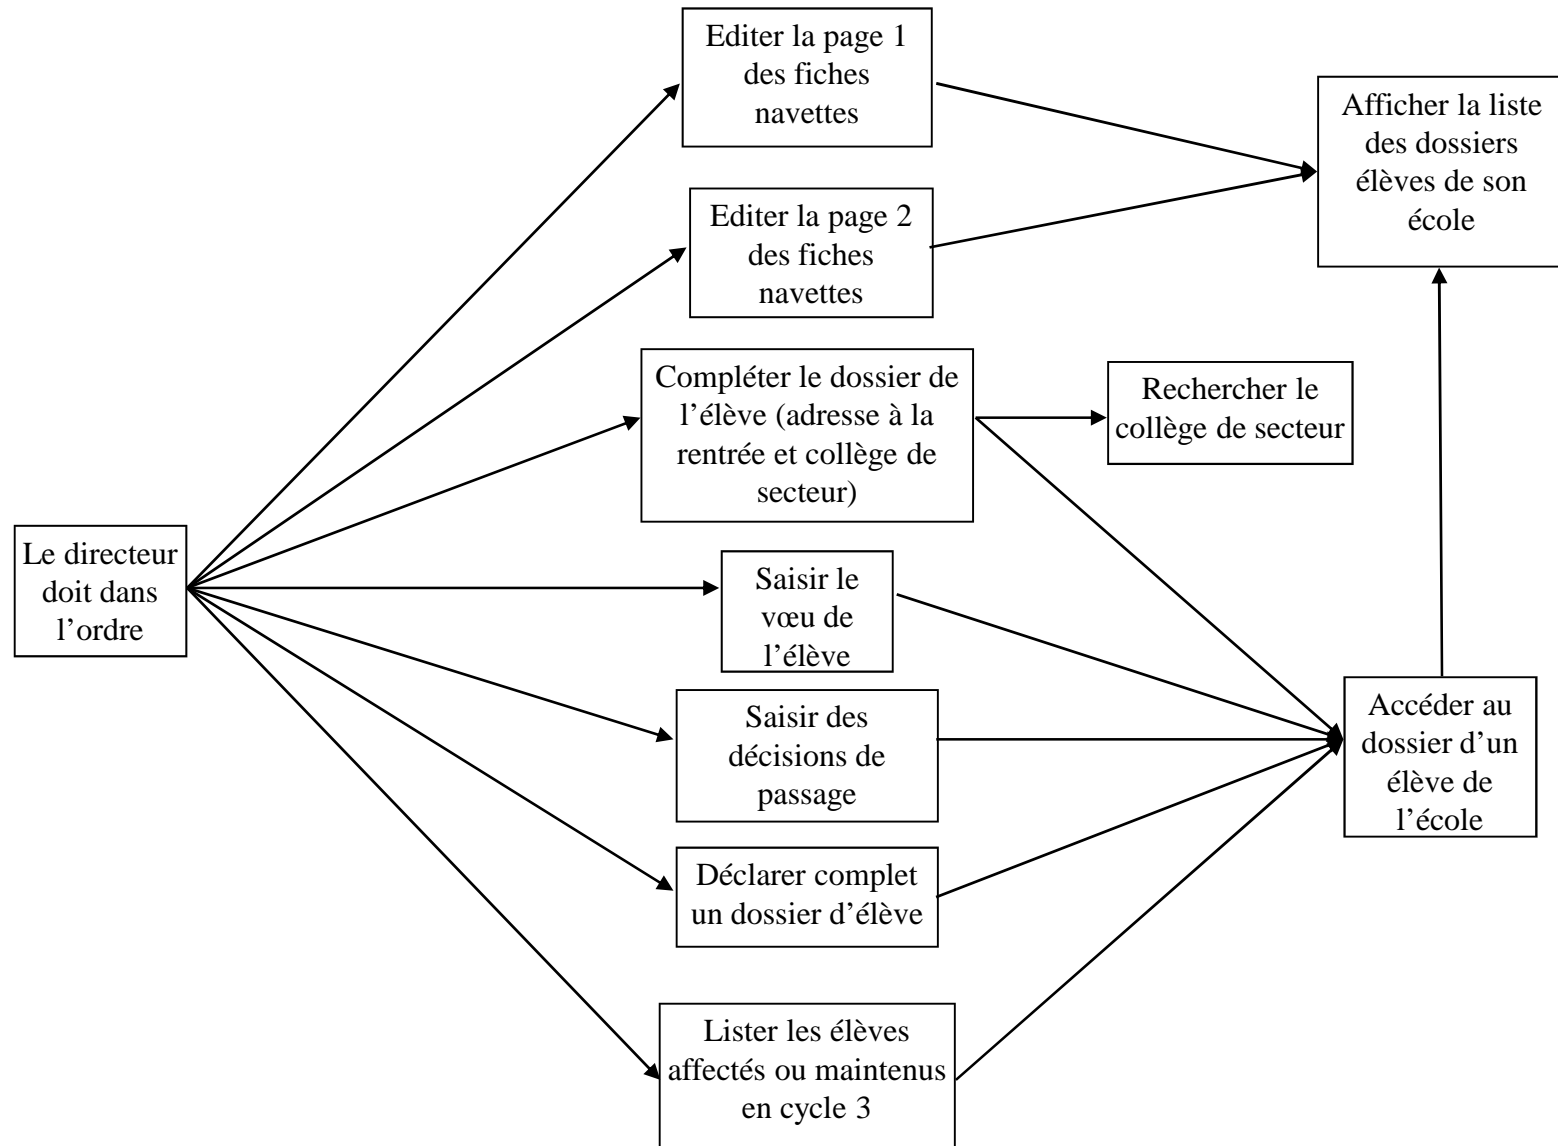 Editer la page 1
des fiches
navettes
Afficher la liste
des dossiers
élèves de son
école
Editer la page 2
des fiches
navettes
Compléter le dossier de
l’élève (adresse à la
rentrée et collège de
secteur)
Rechercher le
collège de secteur
Le directeur
doit dans
l’ordre
Saisir le
vœu de
l’élève
Saisir des
décisions de
passage
Accéder au
dossier d’un
élève de
l’école
Déclarer complet
un dossier d’élève
Lister les élèves
affectés ou maintenus
en cycle 3